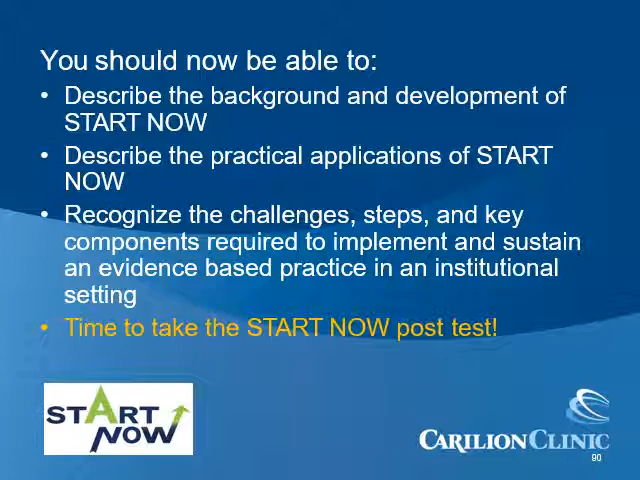 You should now be able to:
• Describe the background and development of
START NOW
• Describe the practical applications of START
NOW
• Recognize the challenges, steps, and key
components required to implement and sustain
an evidence based practice in an institutional
setting
• Time to take the START NOW post test!
START
NOW
CARILION CLINIC
90